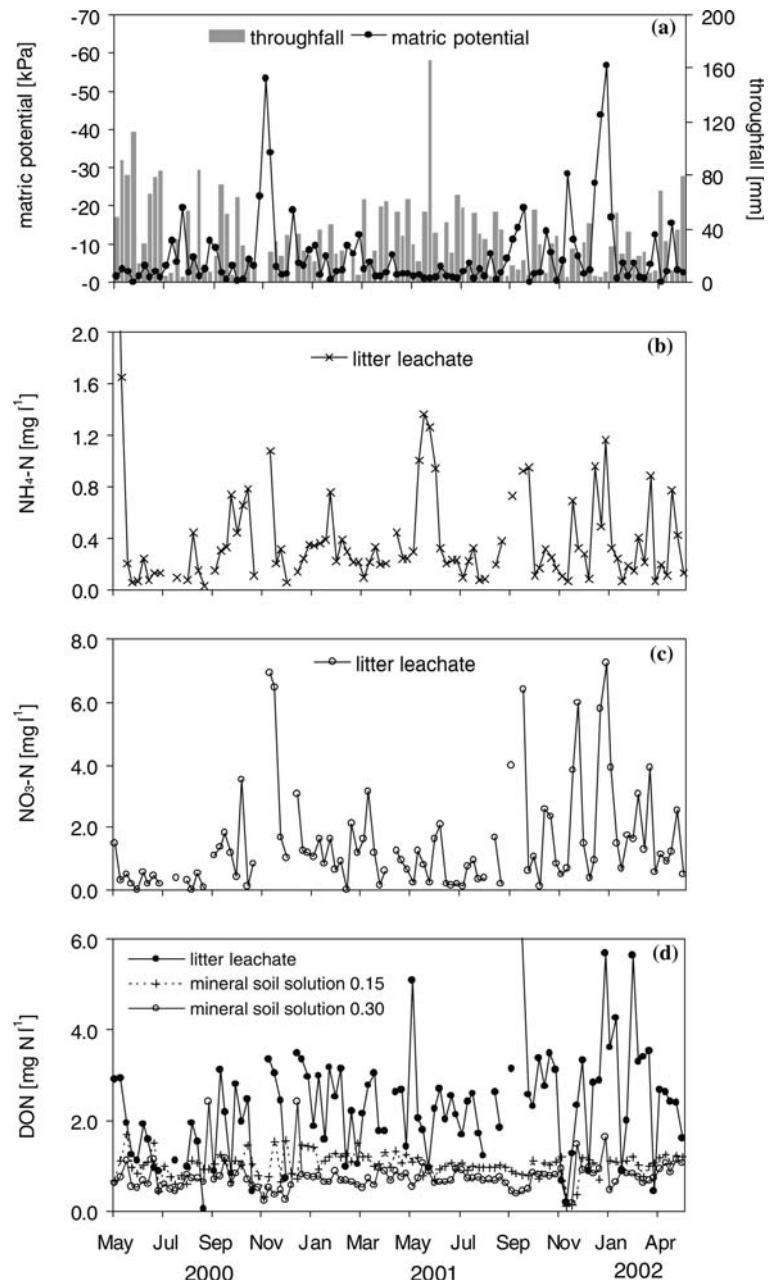 (a)
throughfall matric potential
matric potential [kPa]
-70
-60
-50
-40
-30
-20
-10
-0
200
160
120
80
40
0
throughfall [mm]
(b)
litter leachate
NH₄-N [mg l¹]
2.0
1.6
1.2
0.8
0.4
0.0
(c)
litter leachate
NO₃-N [mg l¹]
8.0
6.0
4.0
2.0
0.0
(d)
litter leachate
mineral soil solution 0.15
mineral soil solution 0.30
DON [mg N l¹]
6.0
4.0
2.0
0.0
May Jul Sep Nov Jan Mar May Jul Sep Nov Jan Apr
2000 2001 2002